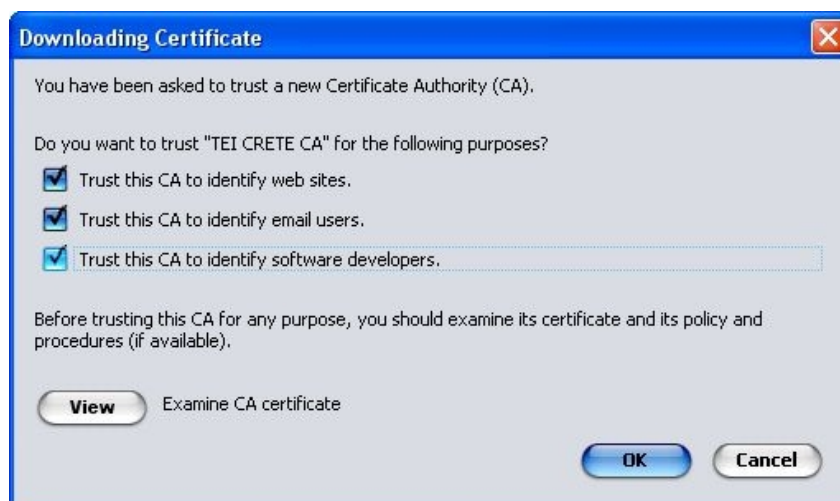 Downloading Certificate
You have been asked to trust a new Certificate Authority (CA).
Do you want to trust "TEI CRETE CA" for the following purposes?
Trust this CA to identify web sites.
Trust this CA to identify email users.
Trust this CA to identify software developers.
Before trusting this CA for any purpose, you should examine its certificate and its policy and
procedures (if available).
View Examine CA certificate
OK Cancel